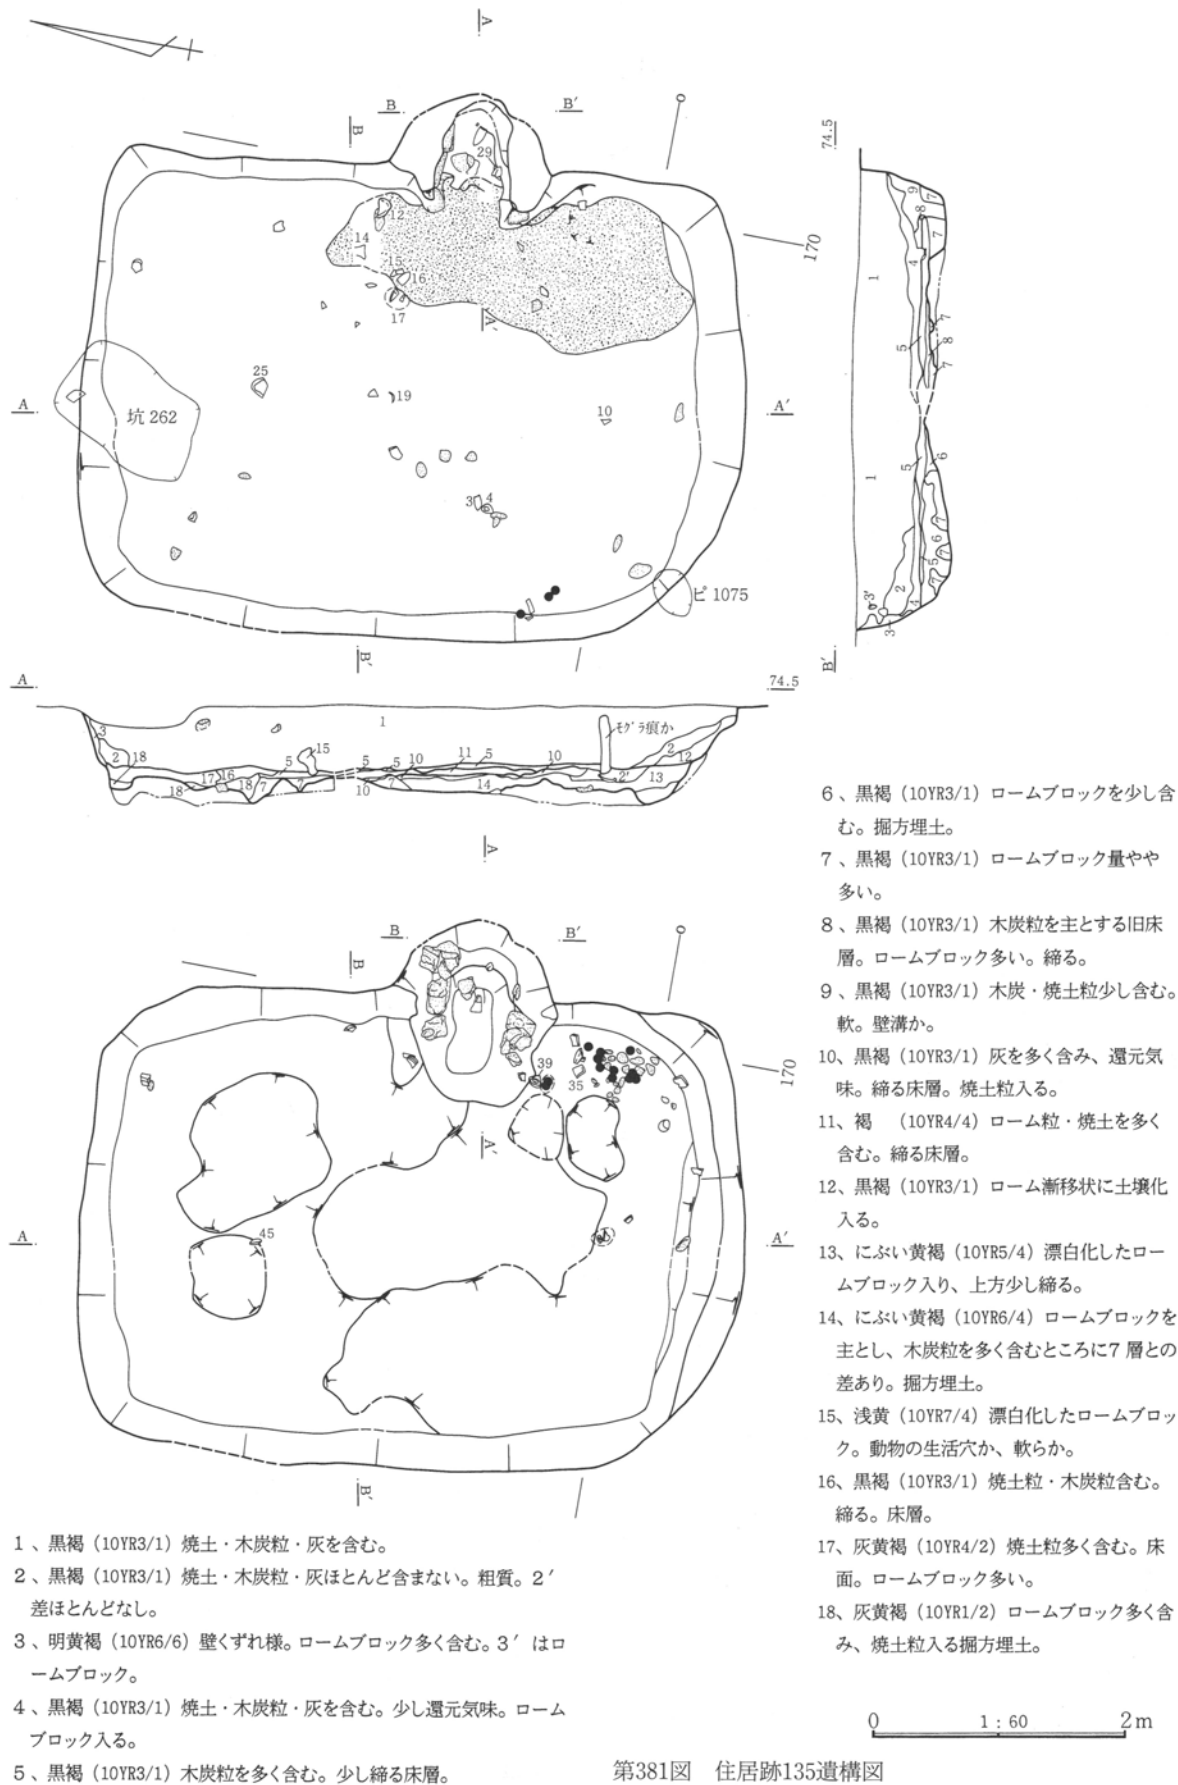 A
B
B′
B
29
12
14
15
16
17
A′
170
74.5
25
19
10
坑 262
A
A′
3
4
ピ 1075
B′
9
7
8
7
4
1
7
5
8
7
6
5
1
7
6
7
5
7
2
4
3′
3
B′
A
74.5
1
モグラ痕か
3
2
18
15
5
5
5
10
11
5
10
2
12
17
16
18
18
7
7
10
7
14
2′
13
A
B
B′
B
39
35
170
A′
45
A
A′
B′
6、黒褐（10YR3/1）ロームブロックを少し含
む。掘方埋土。
7、黒褐（10YR3/1）ロームブロック量やや
多い。
8、黒褐（10YR3/1）木炭粒を主とする旧床
層。ロームブロック多い。締る。
9、黒褐（10YR3/1）木炭・焼土粒少し含む。
軟。壁溝か。
10、黒褐（10YR3/1）灰を多く含み、還元気
味。締る床層。焼土粒入る。
11、褐　（10YR4/4）ローム粒・焼土を多く
含む。締る床層。
12、黒褐（10YR3/1）ローム漸移状に土壌化
入る。
13、にぶい黄褐（10YR5/4）漂白化したロー
ムブロック入り、上方少し締る。
14、にぶい黄褐（10YR6/4）ロームブロックを
主とし、木炭粒を多く含むところに7層との
差あり。掘方埋土。
15、浅黄（10YR7/4）漂白化したロームブロッ
ク。動物の生活穴か、軟らか。
16、黒褐（10YR3/1）焼土粒・木炭粒含む。
締る。床層。
17、灰黄褐（10YR4/2）焼土粒多く含む。床
面。ロームブロック多い。
18、灰黄褐（10YR1/2）ロームブロック多く含
み、焼土粒入る掘方埋土。
1、黒褐（10YR3/1）焼土・木炭粒・灰を含む。
2、黒褐（10YR3/1）焼土・木炭粒・灰ほとんど含まない。粗質。2′
差ほとんどなし。
3、明黄褐（10YR6/6）壁くずれ様。ロームブロック多く含む。3′はロ
ームブロック。
4、黒褐（10YR3/1）焼土・木炭粒・灰を含む。少し還元気味。ローム
ブロック入る。
5、黒褐（10YR3/1）木炭粒を多く含む。少し締る床層。
0　1：60　2m
第381図　住居跡135遺構図